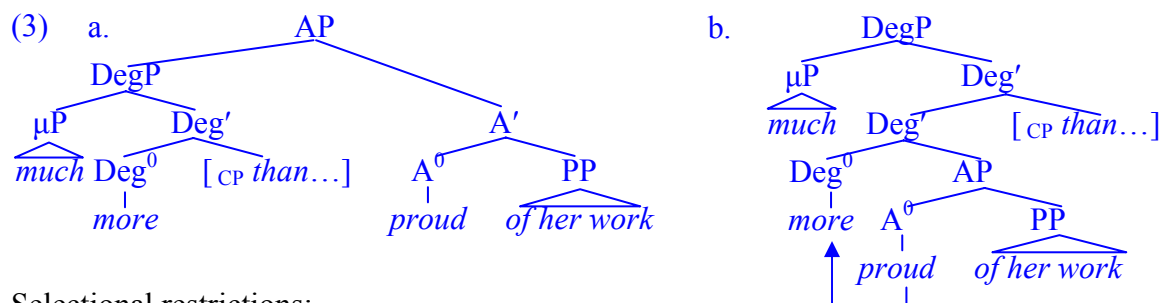 (3) a. AP b. DegP
DegP μP Deg′
μP Deg′ A′ much Deg′ [CP than…]
much Deg⁰ [CP than…] A⁰ PP Deg⁰ AP
more proud of her work more A⁰ PP
proud of her work
Selectional restrictions: